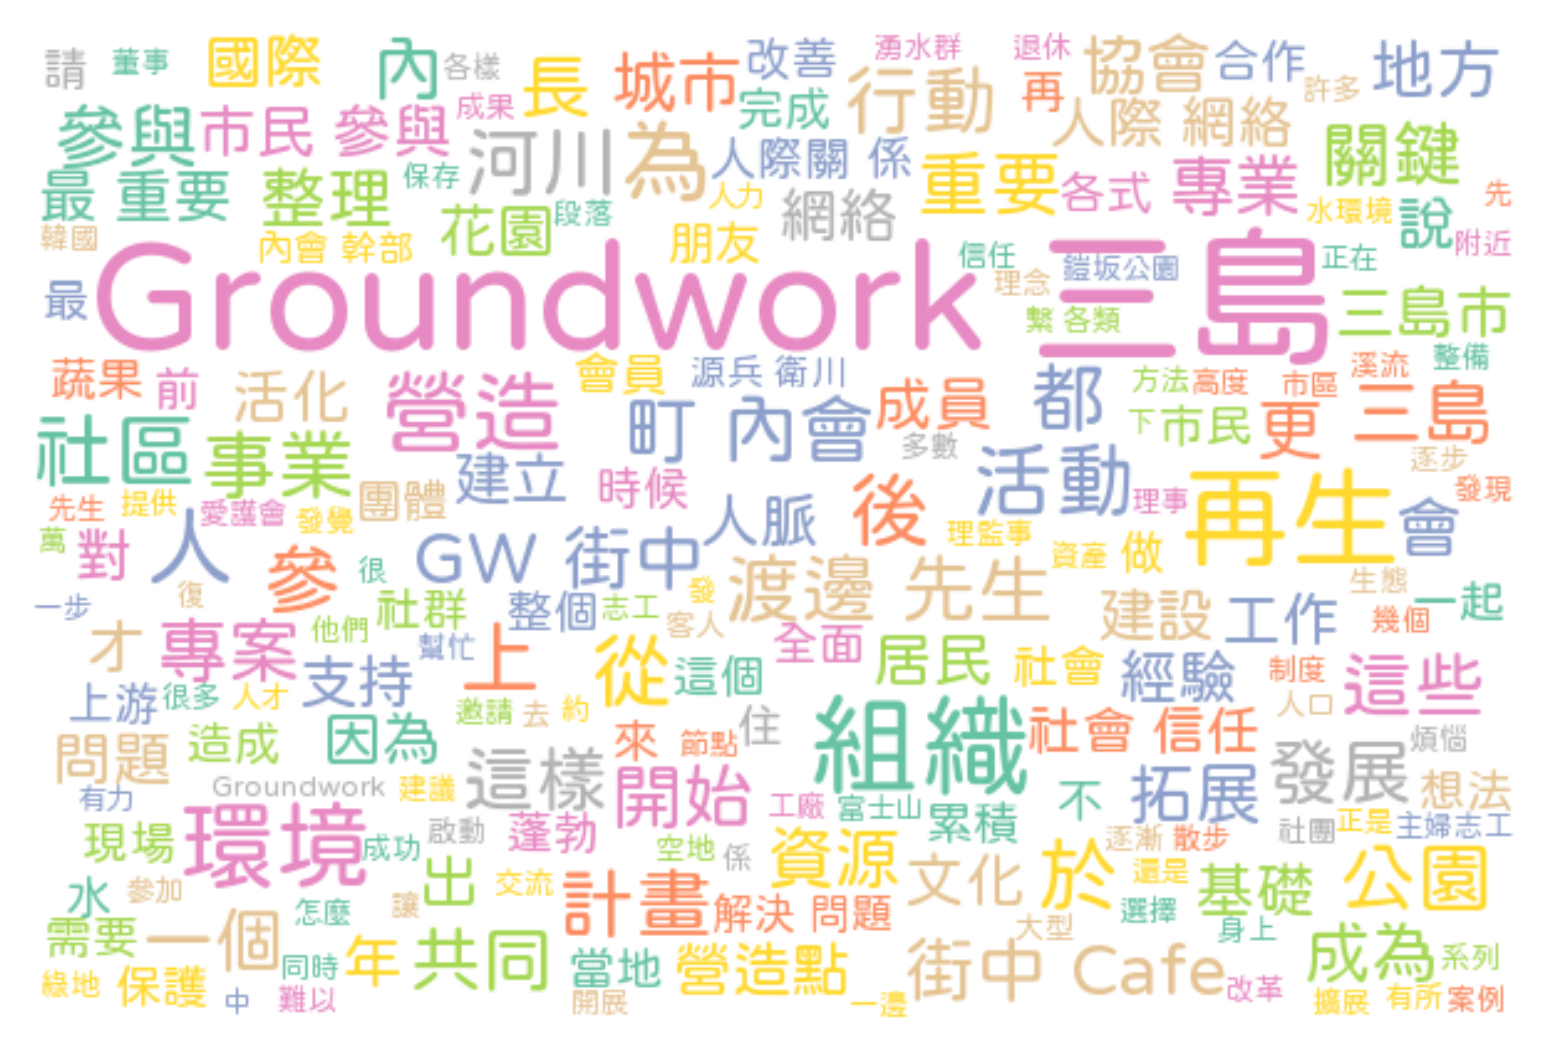 請 董事 國際 內 各樣 長 城市 改善 湧水群 退休 協會 合作 地方
成果 完成 行動 再 許多
參與 市民 參與 河川 為 人際關 係 人際 網絡 關鍵
最 重要 整理 保存 人力 網絡 重要 各式 專業 水環境 說 先
韓國 內會 幹部 花園 段落 朋友 信任 鎧坂公園 正在 附近
最 Groundwork 三島 理念 繫 各類 三島市
蔬果 前 活化 營造 會員 源兵 衛川 成員 都 方法 高度 市區 溪流 整備
社區 事業 建立 町 內會 多數 活動 下 市民 更 三島 逐步
先生 提供 愛護會 發覺 團體 時候 人脈 後 理監事 理事 再生 會 發現
萬 對 人 參 很 GW 街中 渡邊 先生 資產 做 生態
一步 復 社群 整個 志工 發 客人 建設 工作 幾個 一起
才 專案 他們 支持 幫忙 上 從 這個 全面 居民 社會 經驗 制度 這些
上游 很多 人才 邀請 去 約 人口
問題 造成 因為 這樣 來 節點 住 組織 社會 信任 發展 煩惱
有力 Groundwork 建議 開始 工廠 富士山 累積 不 拓展 想法
現場 環境 成功 啟動 蓬勃 空地 係 資源 逐漸 散步 社團 正是 主婦志工
水 參加 怎麼 讓 出 交流 計畫 解決 問題 文化 於 還是 選擇 基礎 公園
需要 一個 同時 年 共同 當地 營造點 大型 身上 成為 系列
綠地 保護 中 難以 開展 一邊 街中 Cafe 改革 擴展 有所 案例